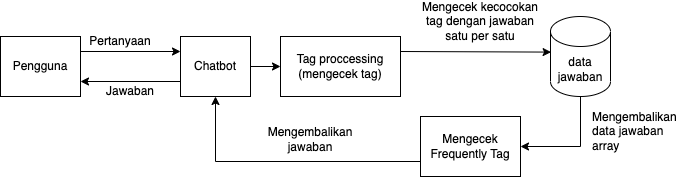 Mengecek kecocokan
tag dengan jawaban
satu per satu
Pertanyaan
Pengguna
Chatbot
Tag proccessing
(mengecek tag)
data
jawaban
Jawaban
Mengembalikan
data jawaban
array
Mengecek
Frequently Tag
Mengembalikan
jawaban